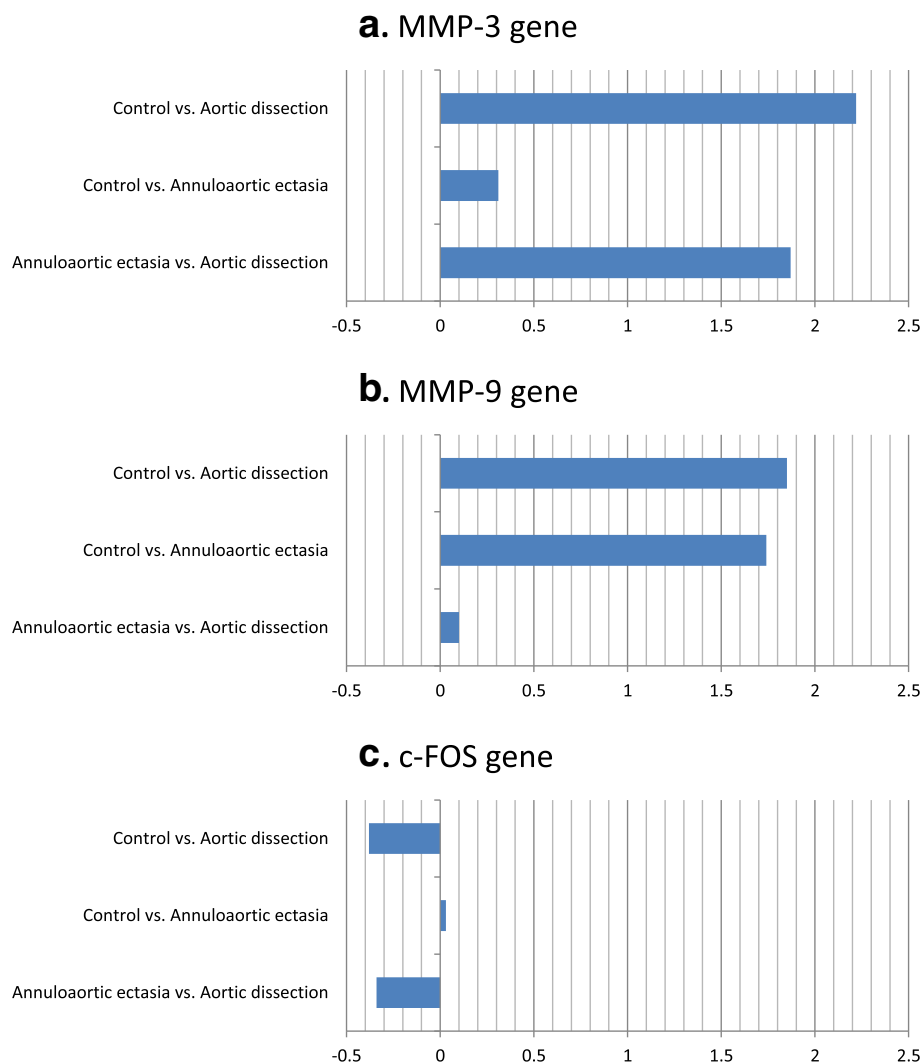 a. MMP-3 gene
Control vs. Aortic dissection
Control vs. Annuloaortic ectasia
Annuloaortic ectasia vs. Aortic dissection
-0.5 0 0.5 1 1.5 2 2.5
b. MMP-9 gene
Control vs. Aortic dissection
Control vs. Annuloaortic ectasia
Annuloaortic ectasia vs. Aortic dissection
-0.5 0 0.5 1 1.5 2 2.5
c. c-FOS gene
Control vs. Aortic dissection
Control vs. Annuloaortic ectasia
Annuloaortic ectasia vs. Aortic dissection
-0.5 0 0.5 1 1.5 2 2.5